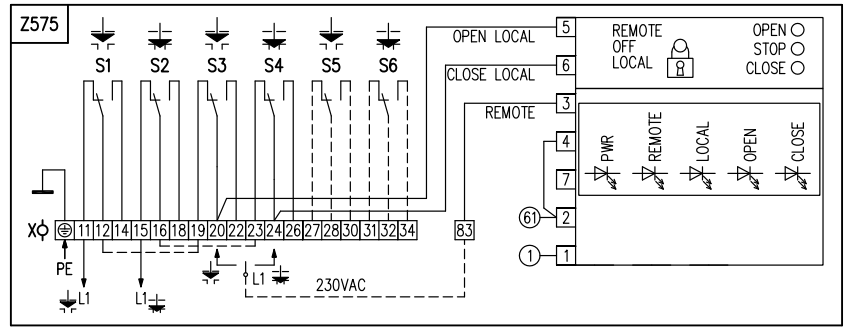 Z575
S1 S2 S3 S4 S5 S6
OPEN LOCAL
CLOSE LOCAL
REMOTE
5
6
3
4
7
2
1
61
1
REMOTE
OFF
LOCAL
OPEN
STOP
CLOSE
PWR
REMOTE
LOCAL
OPEN
CLOSE
X
11 12 14 15 16 18 19 20 22 23 24 26 27 28 30 31 32 34
83
PE
L1
L1
L1
230VAC